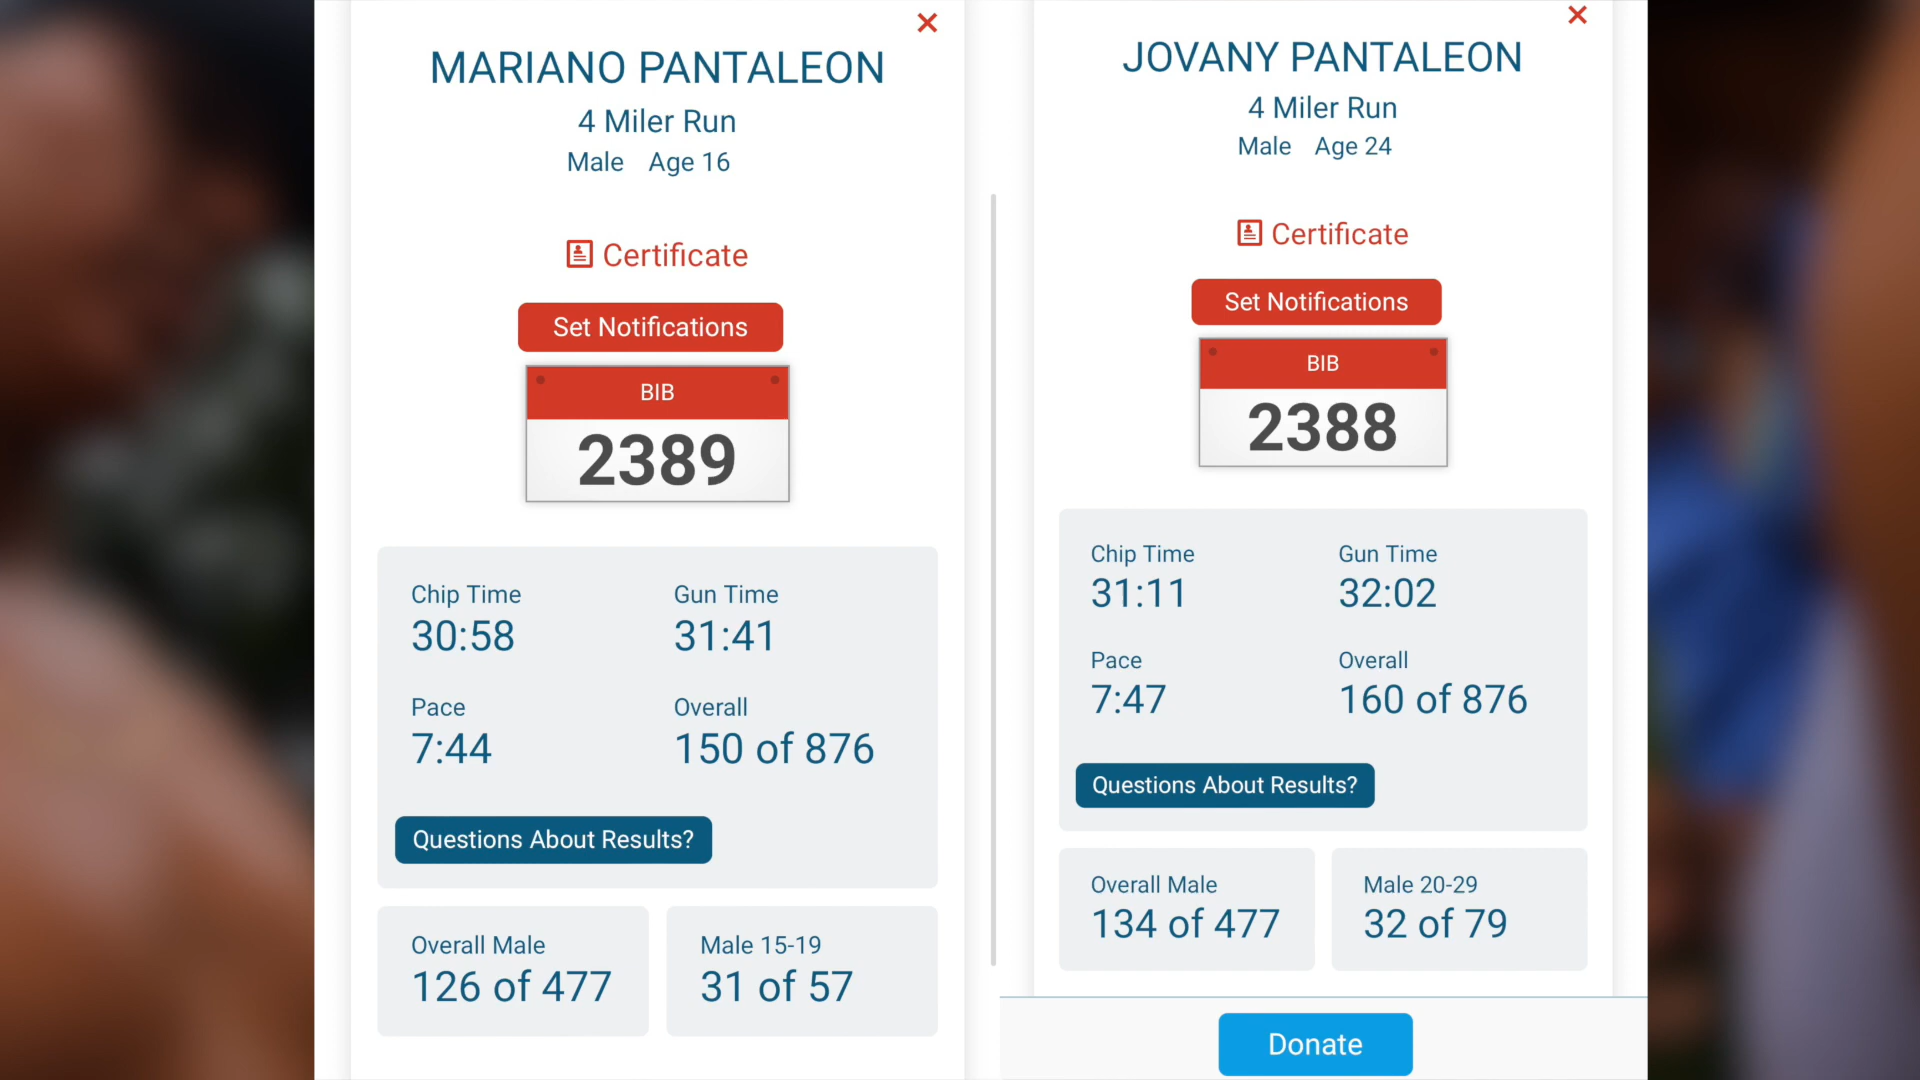 MARIANO PANTALEON
4 Miler Run
Male Age 16
Certificate
Set Notifications
BIB
2389
Chip Time
30:58
Gun Time
31:41
Pace
7:44
Overall
150 of 876
Questions About Results?
Overall Male
126 of 477
Male 15-19
31 of 57
JOVANY PANTALEON
4 Miler Run
Male Age 24
Certificate
Set Notifications
BIB
2388
Chip Time
31:11
Gun Time
32:02
Pace
7:47
Overall
160 of 876
Questions About Results?
Overall Male
134 of 477
Male 20-29
32 of 79
Donate